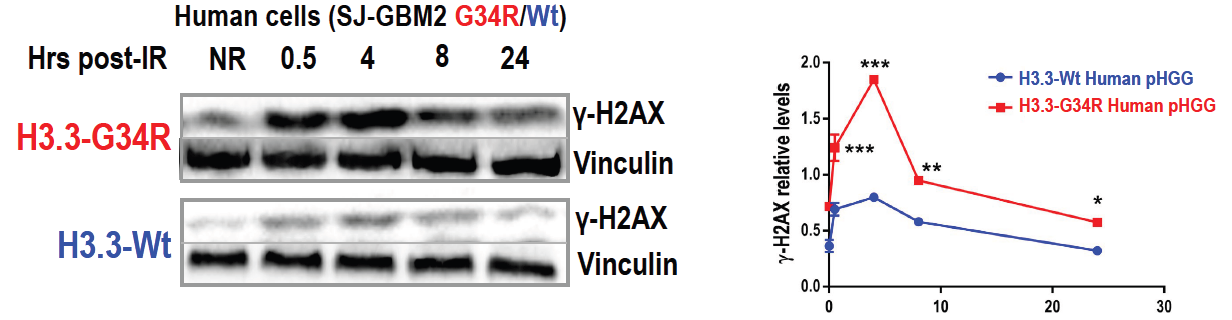 Human cells (SJ-GBM2 G34R/Wt)
Hrs post-IR NR 0.5 4 8 24
H3.3-G34R
γ-H2AX
Vinculin
H3.3-Wt
γ-H2AX
Vinculin
γ-H2AX relative levels
2.0
1.5
1.0
0.5
0.0
0 10 20 30
***
***
**
*
H3.3-Wt Human pHGG
H3.3-G34R Human pHGG